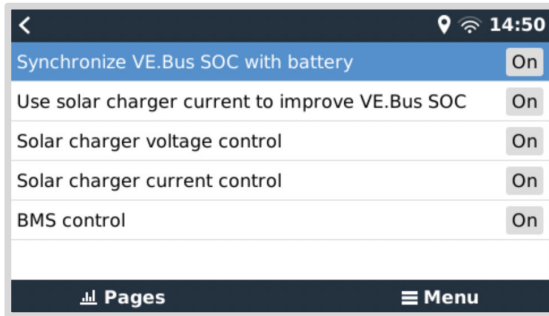 14:50
Synchronize VE.Bus SOC with battery On
Use solar charger current to improve VE.Bus SOC On
Solar charger voltage control On
Solar charger current control On
BMS control On
Pages Menu